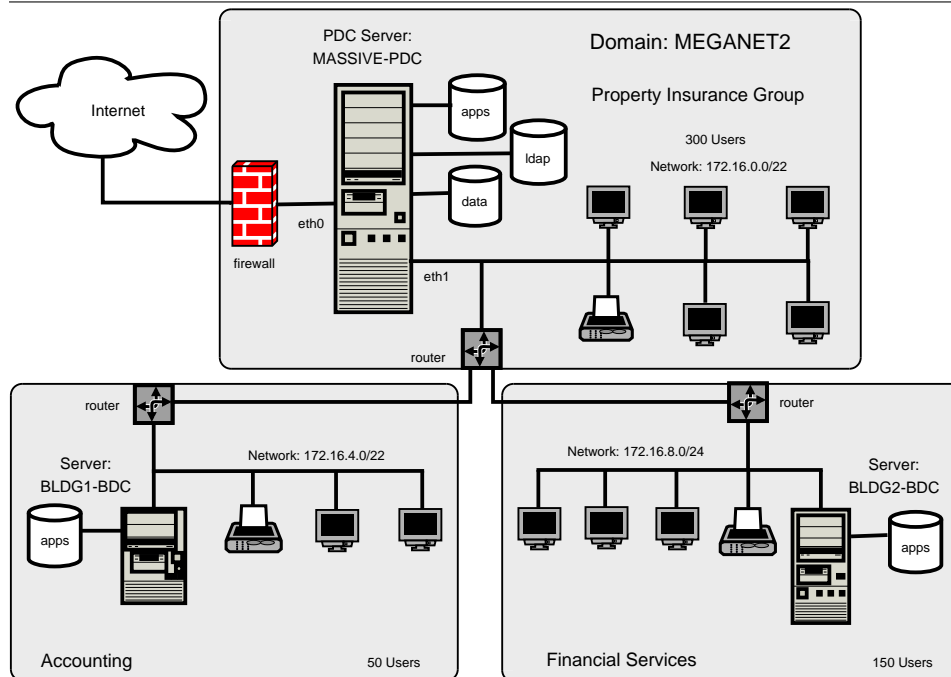 PDC Server:
MASSIVE-PDC
Domain: MEGANET2
Internet
apps
Property Insurance Group
ldap
300 Users
Network: 172.16.0.0/22
data
eth0
firewall
eth1
router
router
Network: 172.16.4.0/22
Server:
BLDG1-BDC
apps
Accounting
50 Users
router
Network: 172.16.8.0/24
Server:
BLDG2-BDC
apps
Financial Services
150 Users